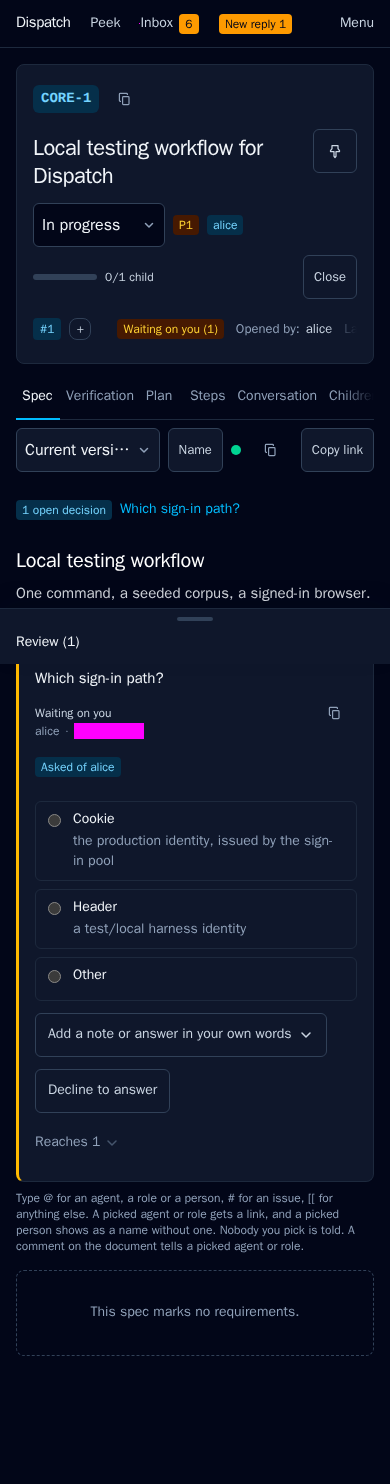 Dispatch Peek Inbox 6 New reply 1 Menu
CORE-1
Local testing workflow for
Dispatch
In progress P1 alice
0/1 child Close
#1 + Waiting on you (1) Opened by: alice
Spec Verification Plan Steps Conversation Childre
Current versi··· Name Copy link
1 open decision Which sign-in path?
Local testing workflow
One command, a seeded corpus, a signed-in browser.
Review (1)
Which sign-in path?
Waiting on you
alice ·
Asked of alice
Cookie
the production identity, issued by the sign-
in pool
Header
a test/local harness identity
Other
Add a note or answer in your own words
Decline to answer
Reaches 1
Type @ for an agent, a role or a person, # for an issue, [[ for
anything else. A picked agent or role gets a link, and a picked
person shows as a name without one. Nobody you pick is told. A
comment on the document tells a picked agent or role.
This spec marks no requirements.